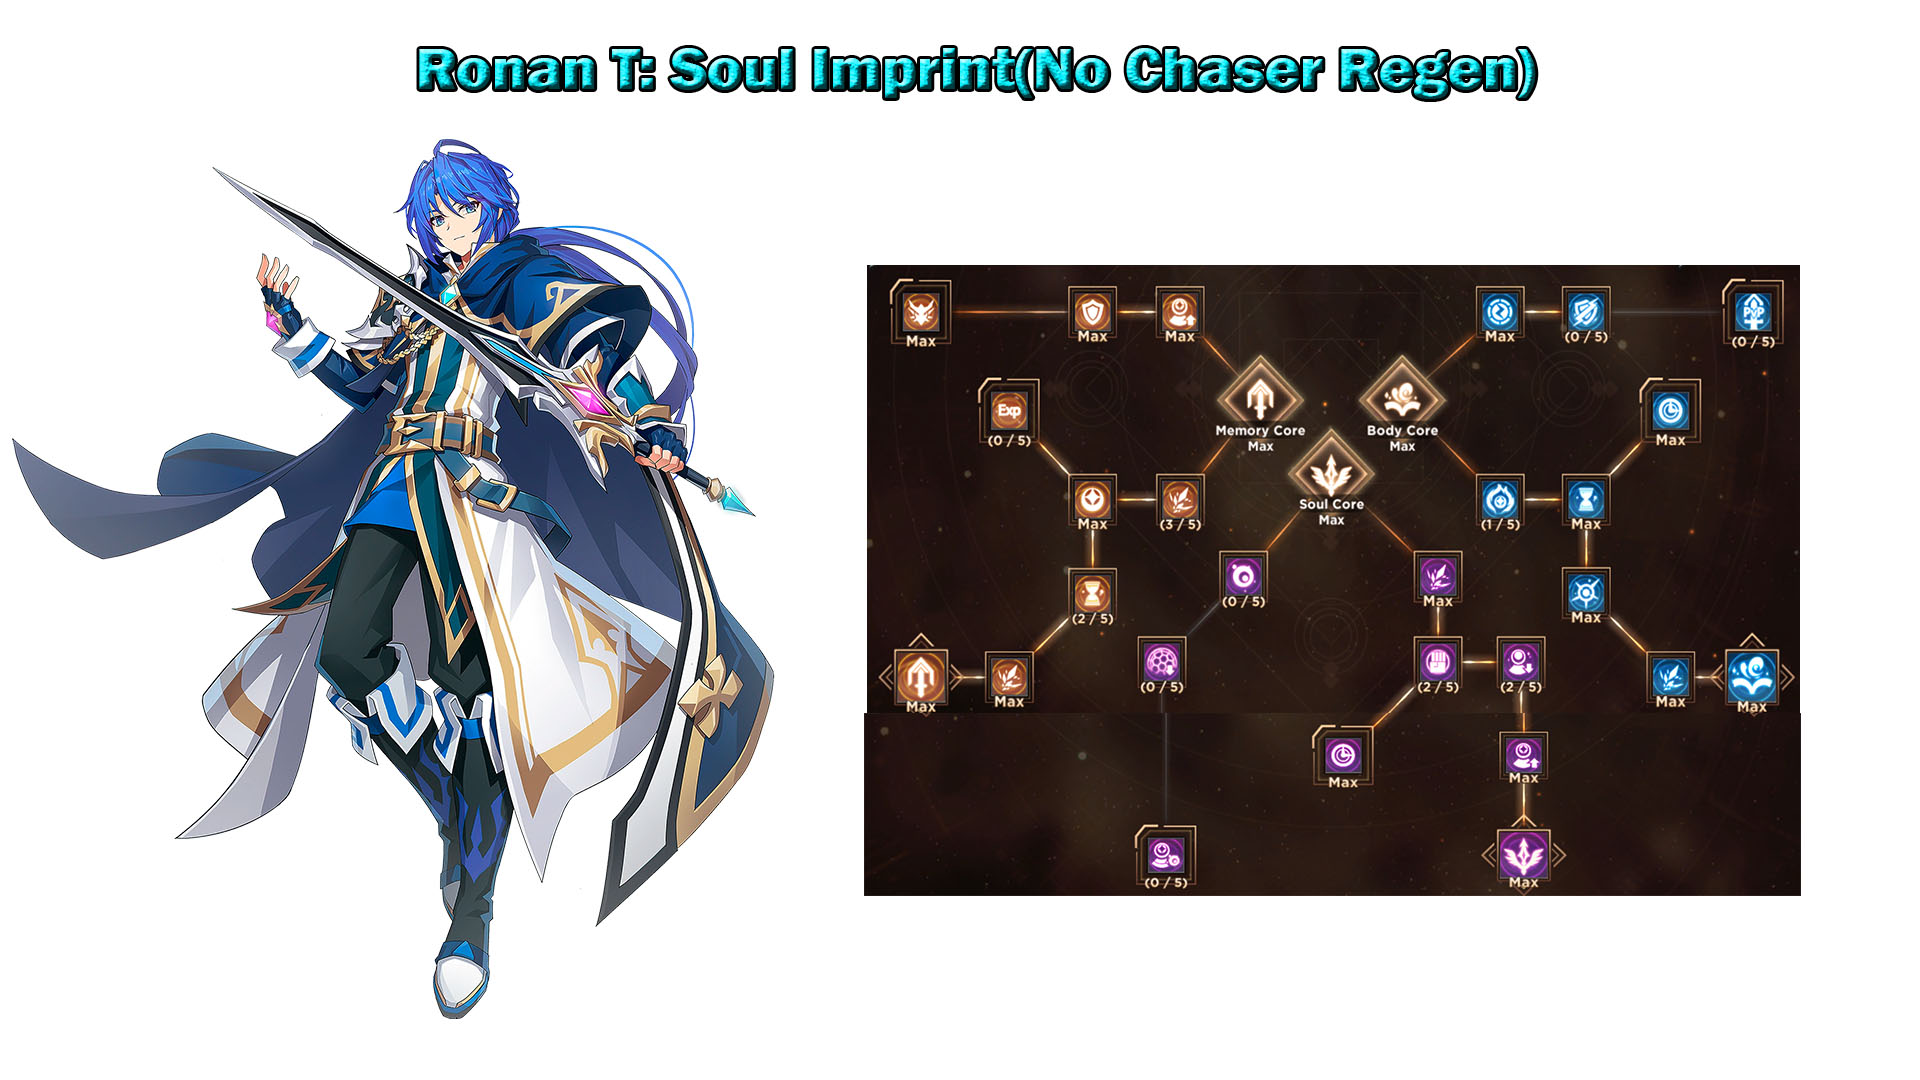 Ronan T: Soul Imprint(No Chaser Regen)
Max
Max
Max
Max
(0 / 5)
PVP
(0 / 5)
Exp
(0 / 5)
Memory Core
Max
Body Core
Max
Max
Soul Core
Max
Max
(3 / 5)
(1 / 5)
Max
(0 / 5)
Max
(2 / 5)
Max
Max
Max
(0 / 5)
(2 / 5)
(2 / 5)
Max
Max
Max
Max
(0 / 5)
Max